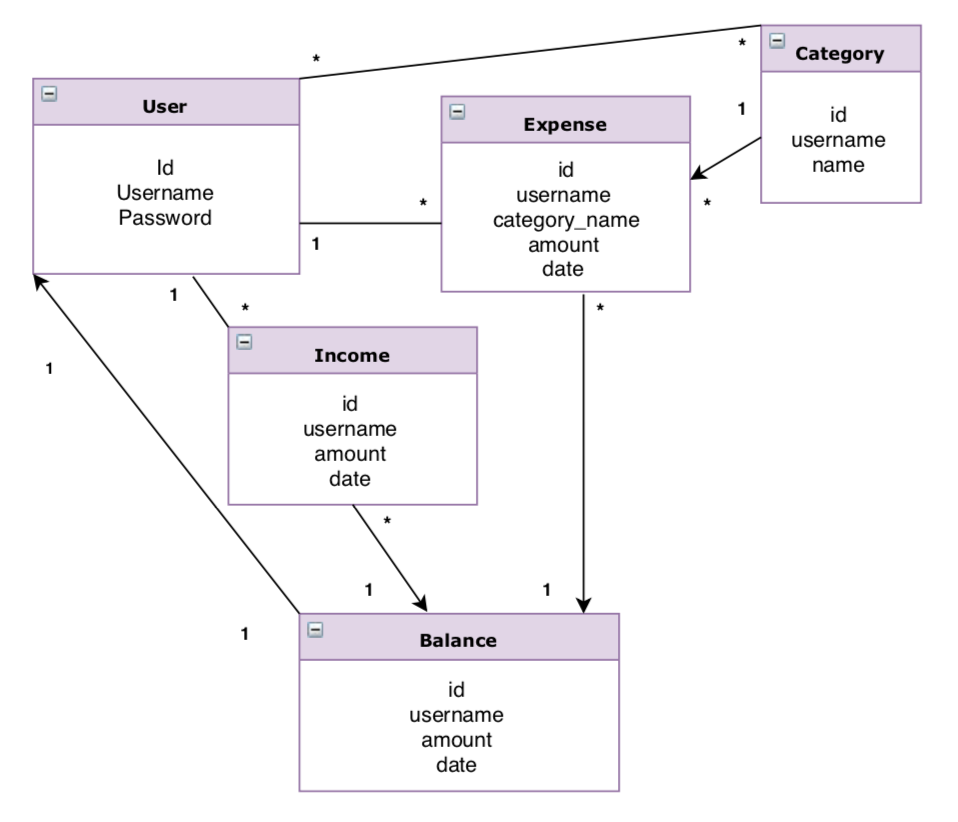 *
*
Category
User
1
Expense
id
username
name
Id
Username
Password
id
username
category_name
amount
date
*
*
1
1
*
*
Income
1
id
username
amount
date
*
1
1
1
Balance
id
username
amount
date